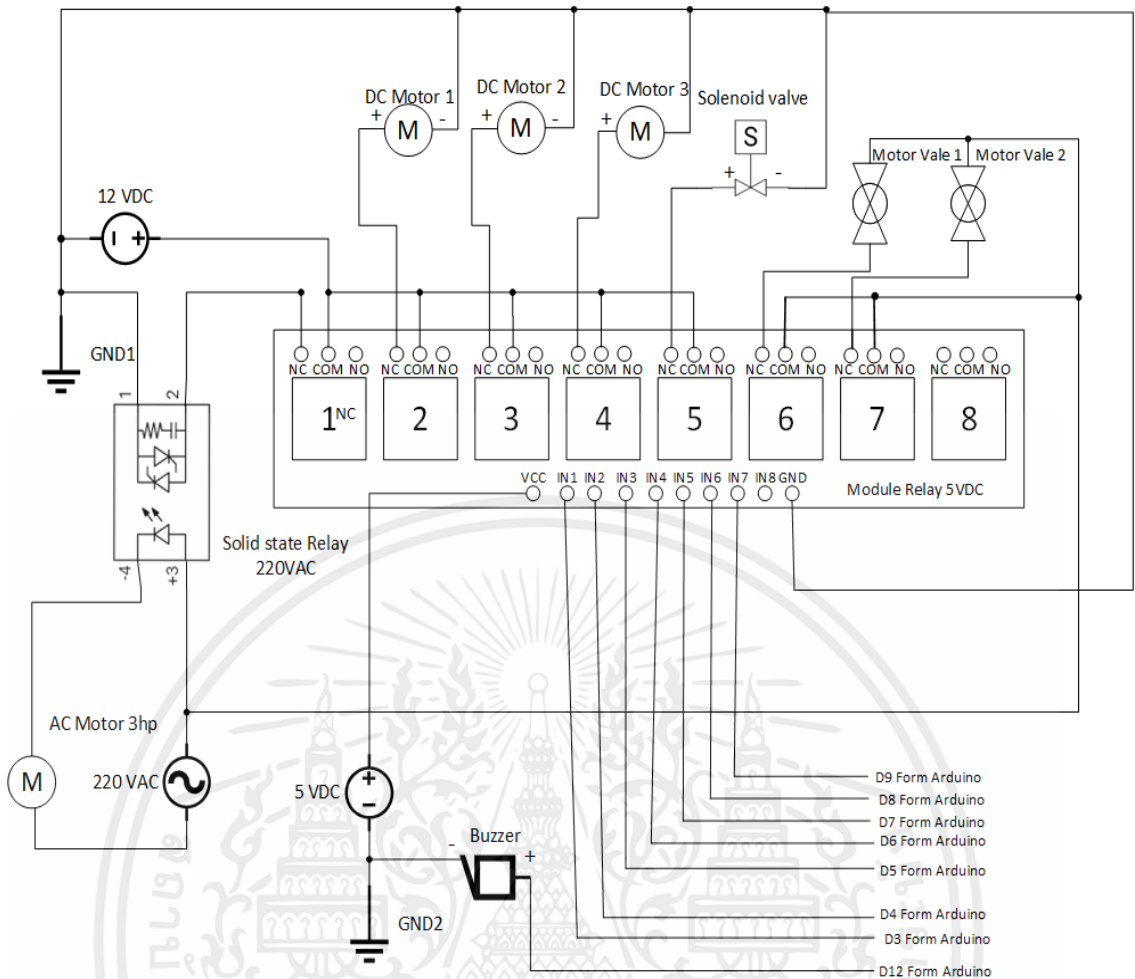 DC Motor 1
DC Motor 2
DC Motor 3
Solenoid valve
+ M -
+ M -
+ M
S
+ -
Motor Vale 1
Motor Vale 2
12 VDC
- +
GND1
1 2
NC COM NO
NC COM NO
NC COM NO
NC COM NO
NC COM NO
NC COM NO
NC COM NO
NC COM NO
1 NC
2
3
4
5
6
7
8
VCC IN1 IN2 IN3 IN4 IN5 IN6 IN7 IN8 GND
Module Relay 5VDC
Solid state Relay
220VAC
-4 +3
AC Motor 3hp
M
220 VAC
5 VDC
+
-
Buzzer
- +
GND2
D9 Form Arduino
D8 Form Arduino
D7 Form Arduino
D6 Form Arduino
D5 Form Arduino
D4 Form Arduino
D3 Form Arduino
D12 Form Arduino